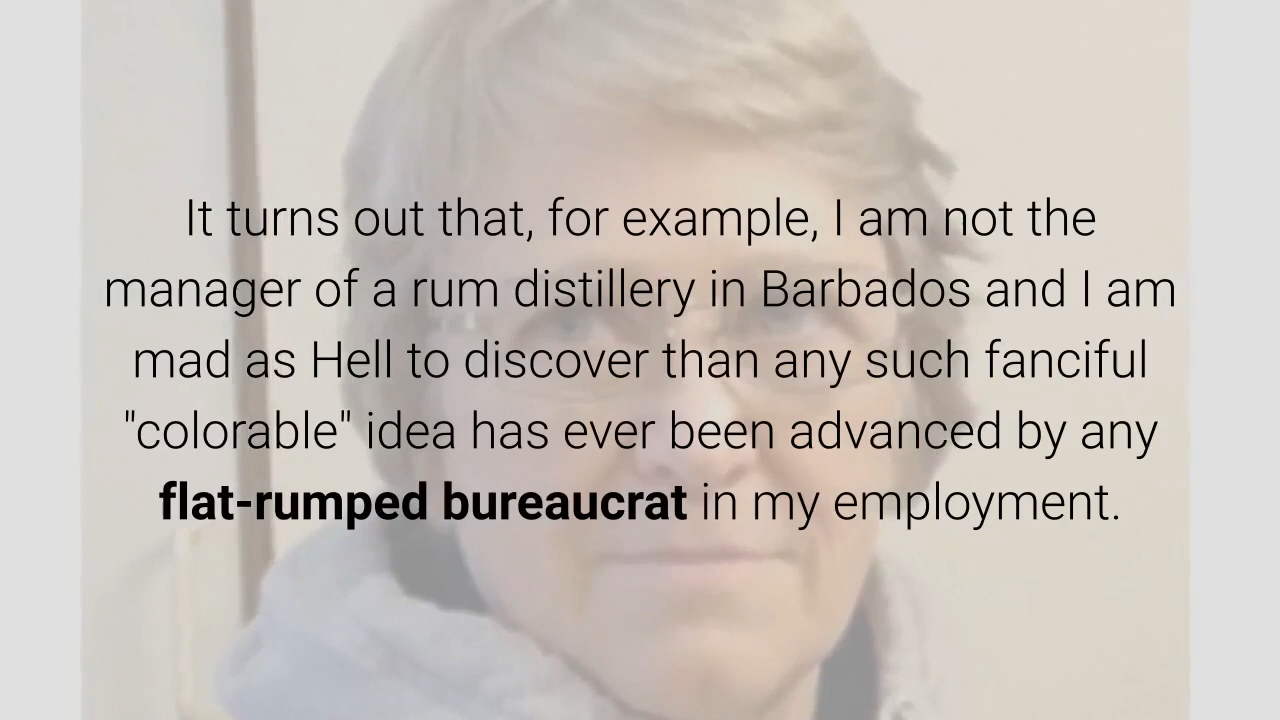 It turns out that, for example, I am not the
manager of a rum distillery in Barbados and I am
mad as Hell to discover than any such fanciful
"colorable" idea has ever been advanced by any
flat-rumped bureaucrat in my employment.